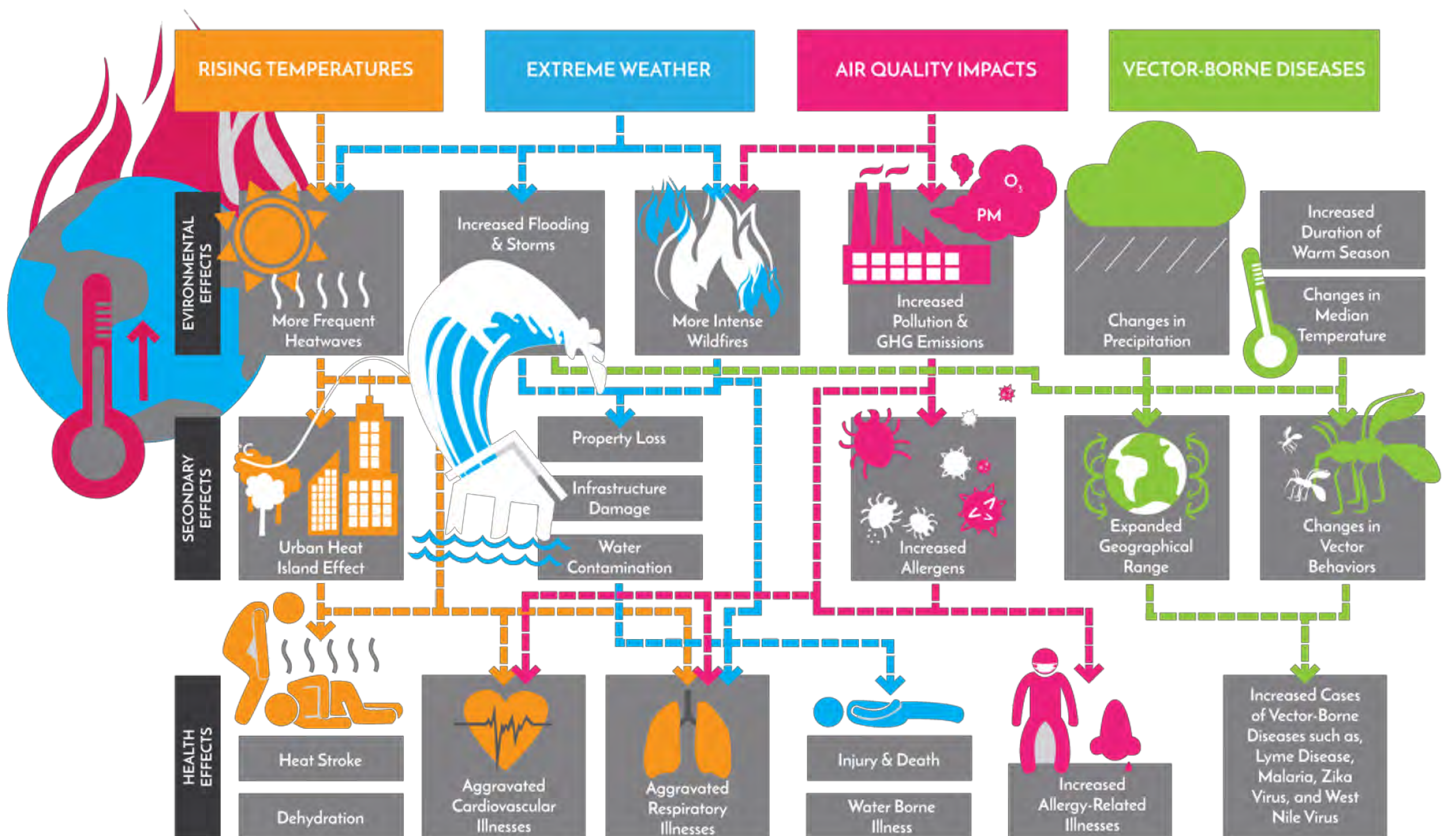 RISING TEMPERATURES
EXTREME WEATHER
AIR QUALITY IMPACTS
VECTOR-BORNE DISEASES
EVIRONMENTAL
EFFECTS
More Frequent
Heatwaves
Increased Flooding
& Storms
More Intense
Wildfires
O3
PM
Increased
Pollution &
GHG Emissions
Changes in
Precipitation
Increased
Duration of
Warm Season
Changes in
Median
Temperature
SECONDARY
EFFECTS
°C
Urban Heat
Island Effect
Property Loss
Infrastructure
Damage
Water
Contamination
Increased
Allergens
Expanded
Geographical
Range
Changes in
Vector
Behaviors
HEALTH
EFFECTS
Heat Stroke
Dehydration
Aggravated
Cardiovascular
Illnesses
Aggravated
Respiratory
Illnesses
Injury & Death
Water Borne
Illness
Increased
Allergy-Related
Illnesses
Increased Cases
of Vector-Borne
Diseases such as,
Lyme Disease,
Malaria, Zika
Virus, and West
Nile Virus